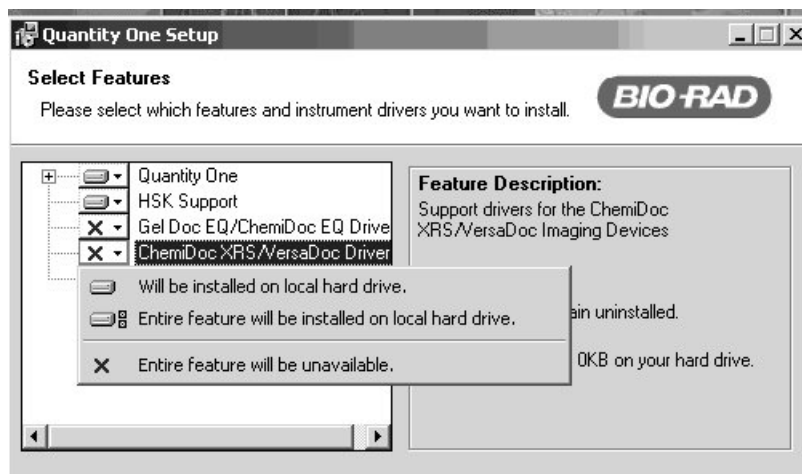 Quantity One Setup
Select Features
Please select which features and instrument drivers you want to install.
BIO-RAD
Quantity One
HSK Support
Gel Doc EQ/ChemiDoc EQ Drive
ChemiDoc XRS/VersaDoc Driver
Will be installed on local hard drive.
Entire feature will be installed on local hard drive.
Entire feature will be unavailable.
Feature Description:
Support drivers for the ChemiDoc
XRS/VersaDoc Imaging Devices
ain uninstalled.
0KB on your hard drive.